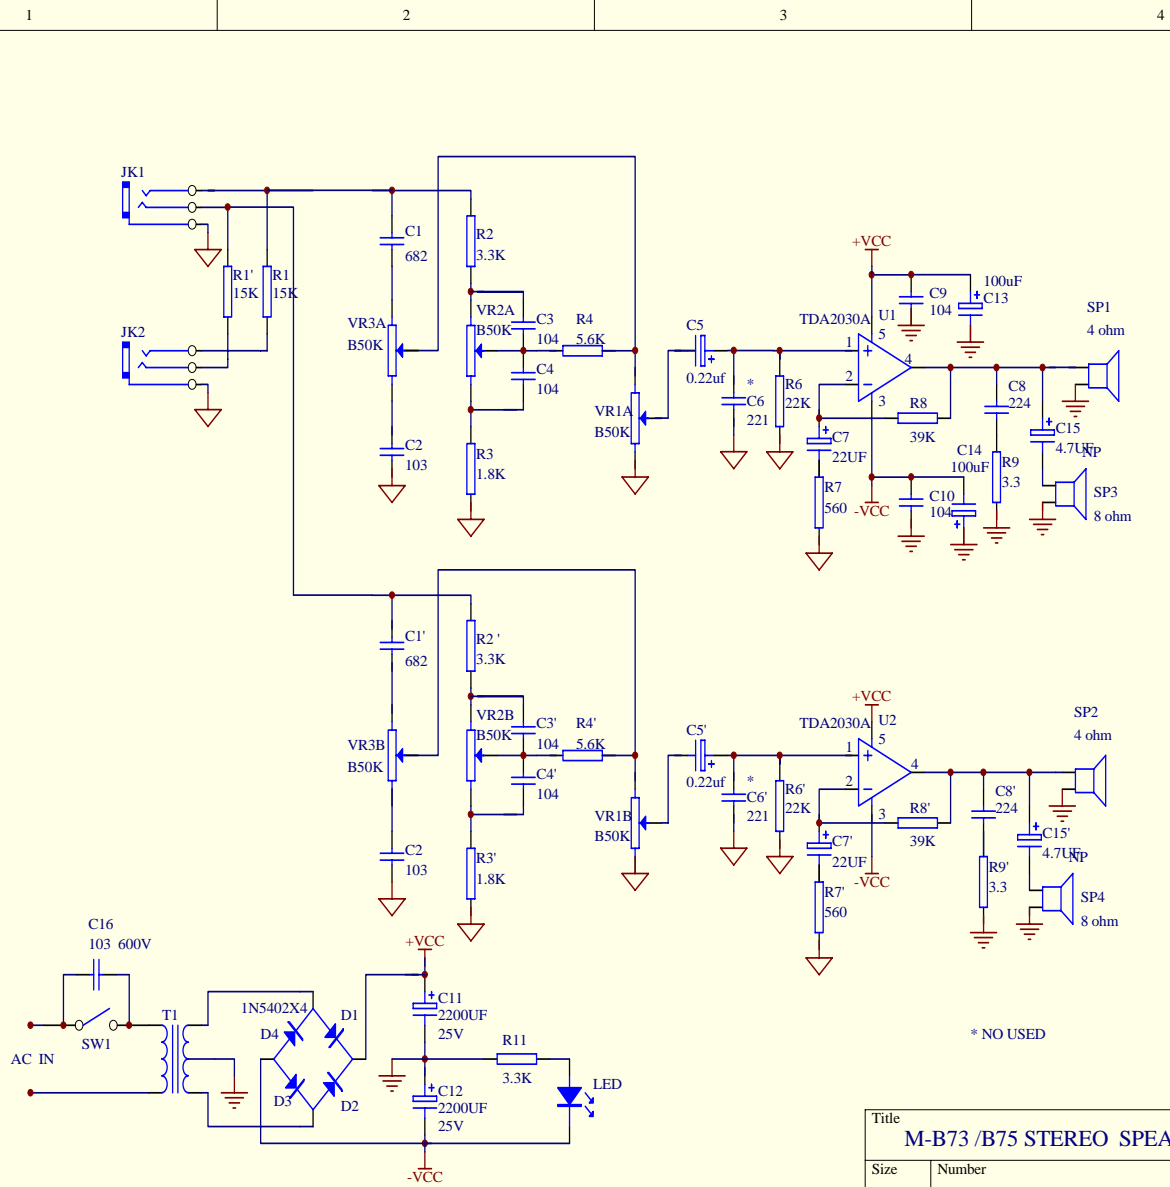 1 2 3 4
JK1
JK2
R1'
15K
R1
15K
C1
682
R2
3.3K
VR3A
B50K
VR2A
B50K
C3
104
R4
5.6K
C4
104
C2
103
R3
1.8K
VR1A
B50K
C5
0.22uf
*
C6
221
R6
22K
+VCC
TDA2030A
U1
1
2
3
4
5
+
−
C9
104
100uF
C13
C7
22UF
R7
560
R8
39K
-VCC
C10
104
C14
100uF
R9
3.3
C8
224
C15
4.7UF
NP
SP1
4 ohm
SP3
8 ohm
C1'
682
R2 '
3.3K
VR3B
B50K
VR2B
B50K
C3'
104
R4'
5.6K
C4'
104
C2
103
R3'
1.8K
VR1B
B50K
C5'
0.22uf
*
C6'
221
R6'
22K
+VCC
TDA2030A
U2
1
2
3
4
5
+
−
C7'
22UF
R7'
560
R8'
39K
-VCC
C8'
224
R9'
3.3
C15'
4.7UF
NP
SP2
4 ohm
SP4
8 ohm
C16
103 600V
SW1
AC IN
T1
1N5402X4
D4
D1
D3
D2
+VCC
C11
2200UF
25V
C12
2200UF
25V
R11
3.3K
LED
-VCC
* NO USED
Title
M-B73 /B75 STEREO SPEA
Size
Number